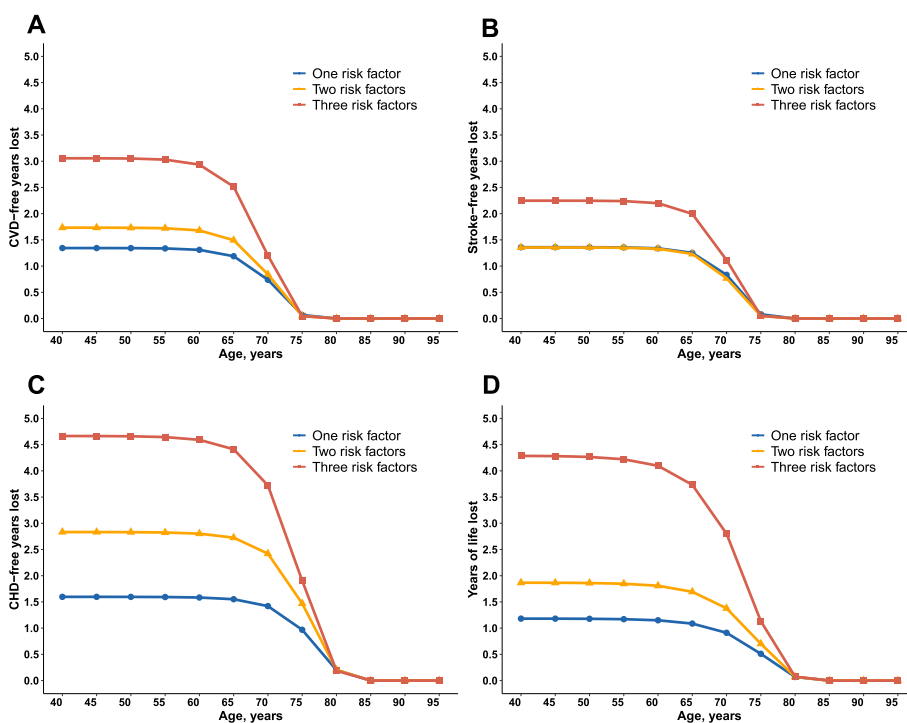 A
CVD−free years lost
5.0
4.5
4.0
3.5
3.0
2.5
2.0
1.5
1.0
0.5
0.0
One risk factor
Two risk factors
Three risk factors
40 45 50 55 60 65 70 75 80 85 90 95
Age, years
B
Stroke−free years lost
5.0
4.5
4.0
3.5
3.0
2.5
2.0
1.5
1.0
0.5
0.0
One risk factor
Two risk factors
Three risk factors
40 45 50 55 60 65 70 75 80 85 90 95
Age, years
C
CHD−free years lost
5.0
4.5
4.0
3.5
3.0
2.5
2.0
1.5
1.0
0.5
0.0
One risk factor
Two risk factors
Three risk factors
40 45 50 55 60 65 70 75 80 85 90 95
Age, years
D
Years of life lost
5.0
4.5
4.0
3.5
3.0
2.5
2.0
1.5
1.0
0.5
0.0
One risk factor
Two risk factors
Three risk factors
40 45 50 55 60 65 70 75 80 85 90 95
Age, years